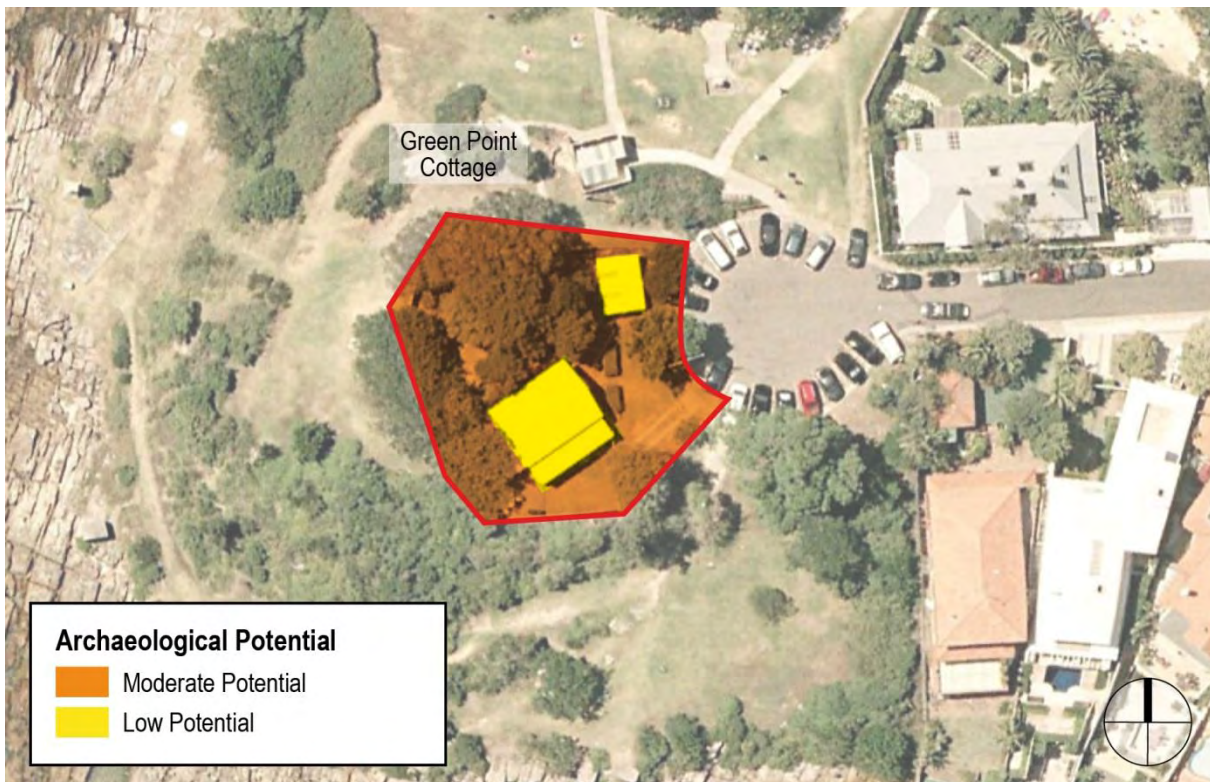 Green Point
Cottage
Archaeological Potential
Moderate Potential
Low Potential